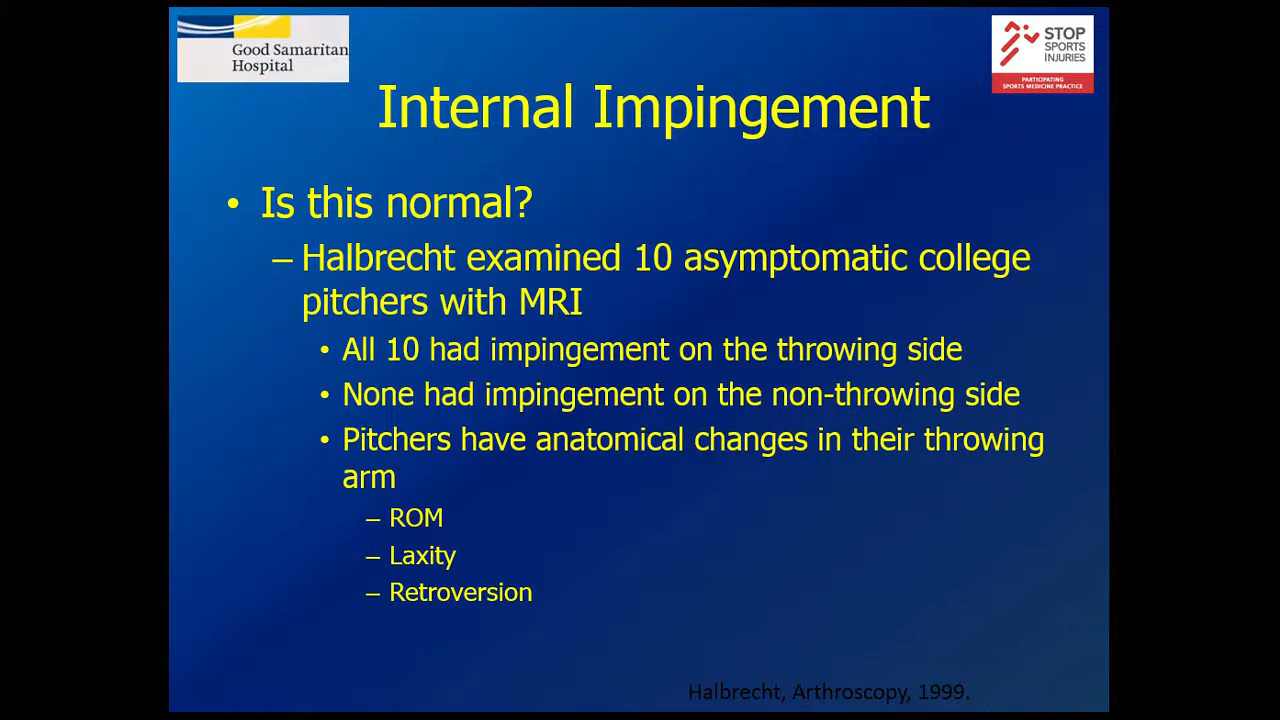 Good Samaritan
Hospital
STOP
SPORTS
INJURIES
PARTICIPATING
SPORTS MEDICINE PRACTICE
Internal Impingement
• Is this normal?
– Halbrecht examined 10 asymptomatic college
pitchers with MRI
• All 10 had impingement on the throwing side
• None had impingement on the non-throwing side
• Pitchers have anatomical changes in their throwing
arm
– ROM
– Laxity
– Retroversion
Halbrecht, Arthroscopy, 1999.